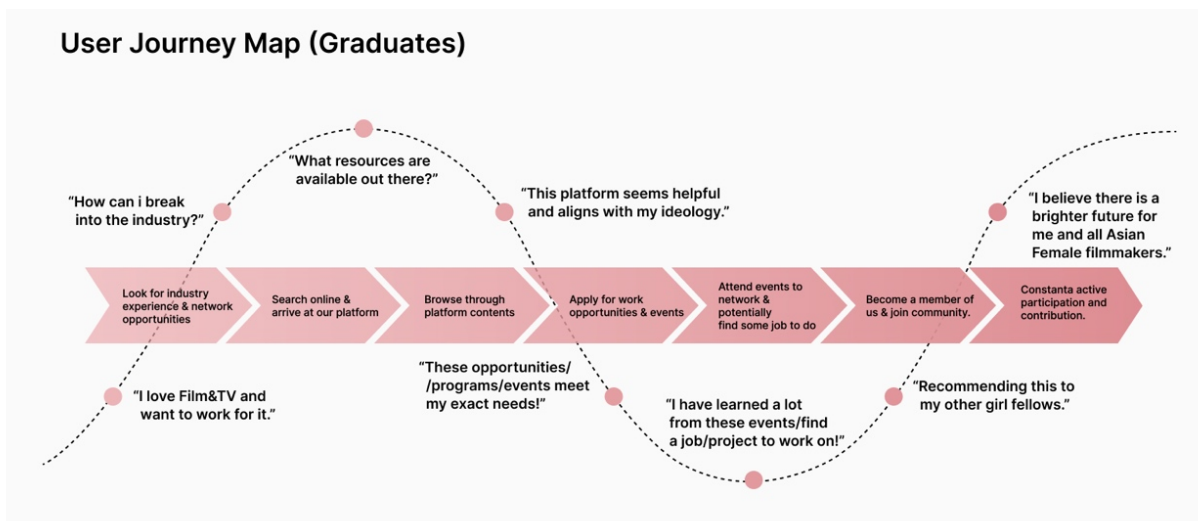 User Journey Map (Graduates)
“What resources are
available out there?”
“How can i break
into the industry?”
“This platform seems helpful
and aligns with my ideology.”
“I believe there is a
brighter future for
me and all Asian
Female filmmakers.”
Look for industry
experience & network
opportunities
Search online &
arrive at our platform
Browse through
platform contents
Apply for work
opportunities & events
Attend events to
network &
potentially
find some job to do
Become a member of
us & join community.
Constanta active
participation and
contribution.
“I love Film&TV and
want to work for it.”
“These opportunities/
/programs/events meet
my exact needs!”
“I have learned a lot
from these events/find
a job/project to work on!”
“Recommending this to
my other girl fellows.”